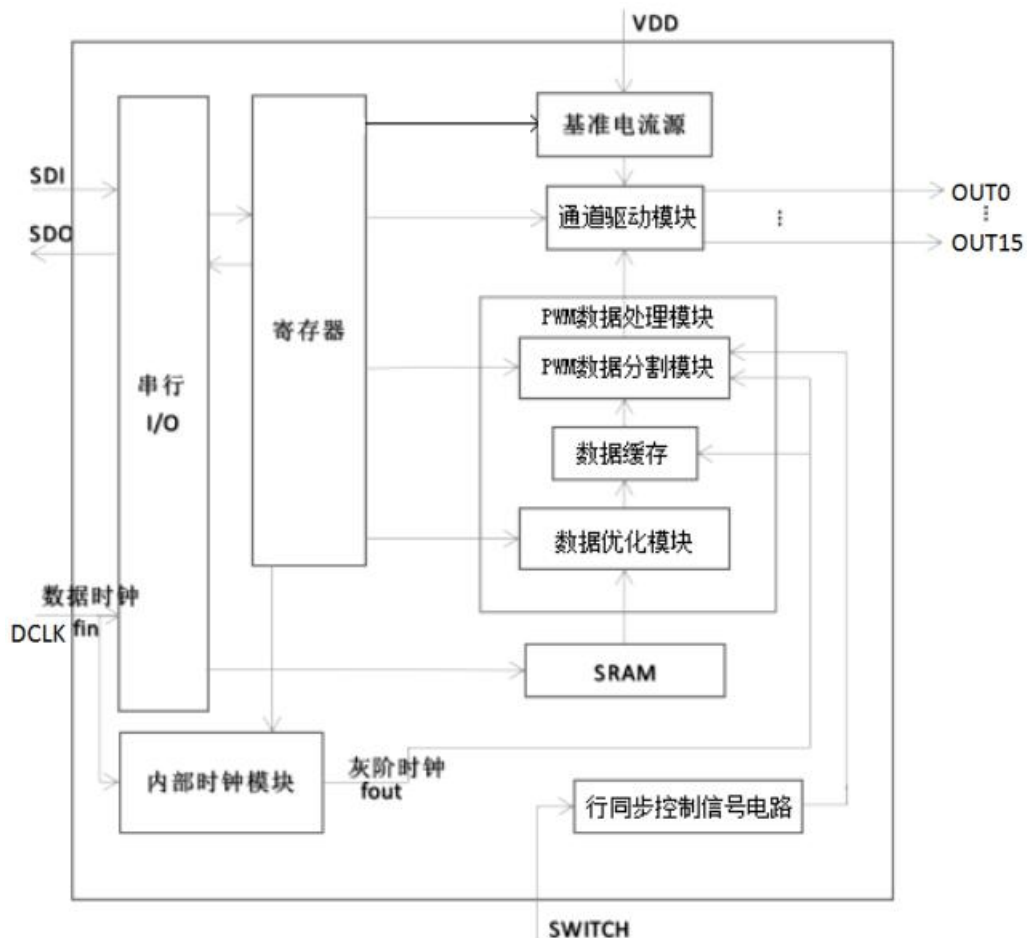 VDD
基准电流源
SDI
SDO
通道驱动模块
OUT0
OUT15
寄存器
PWM数据处理模块
PWM数据分割模块
串行
I/O
数据缓存
数据优化模块
数据时钟
DCLK fin
SRAM
内部时钟模块
灰阶时钟
fout
行同步控制信号电路
SWITCH